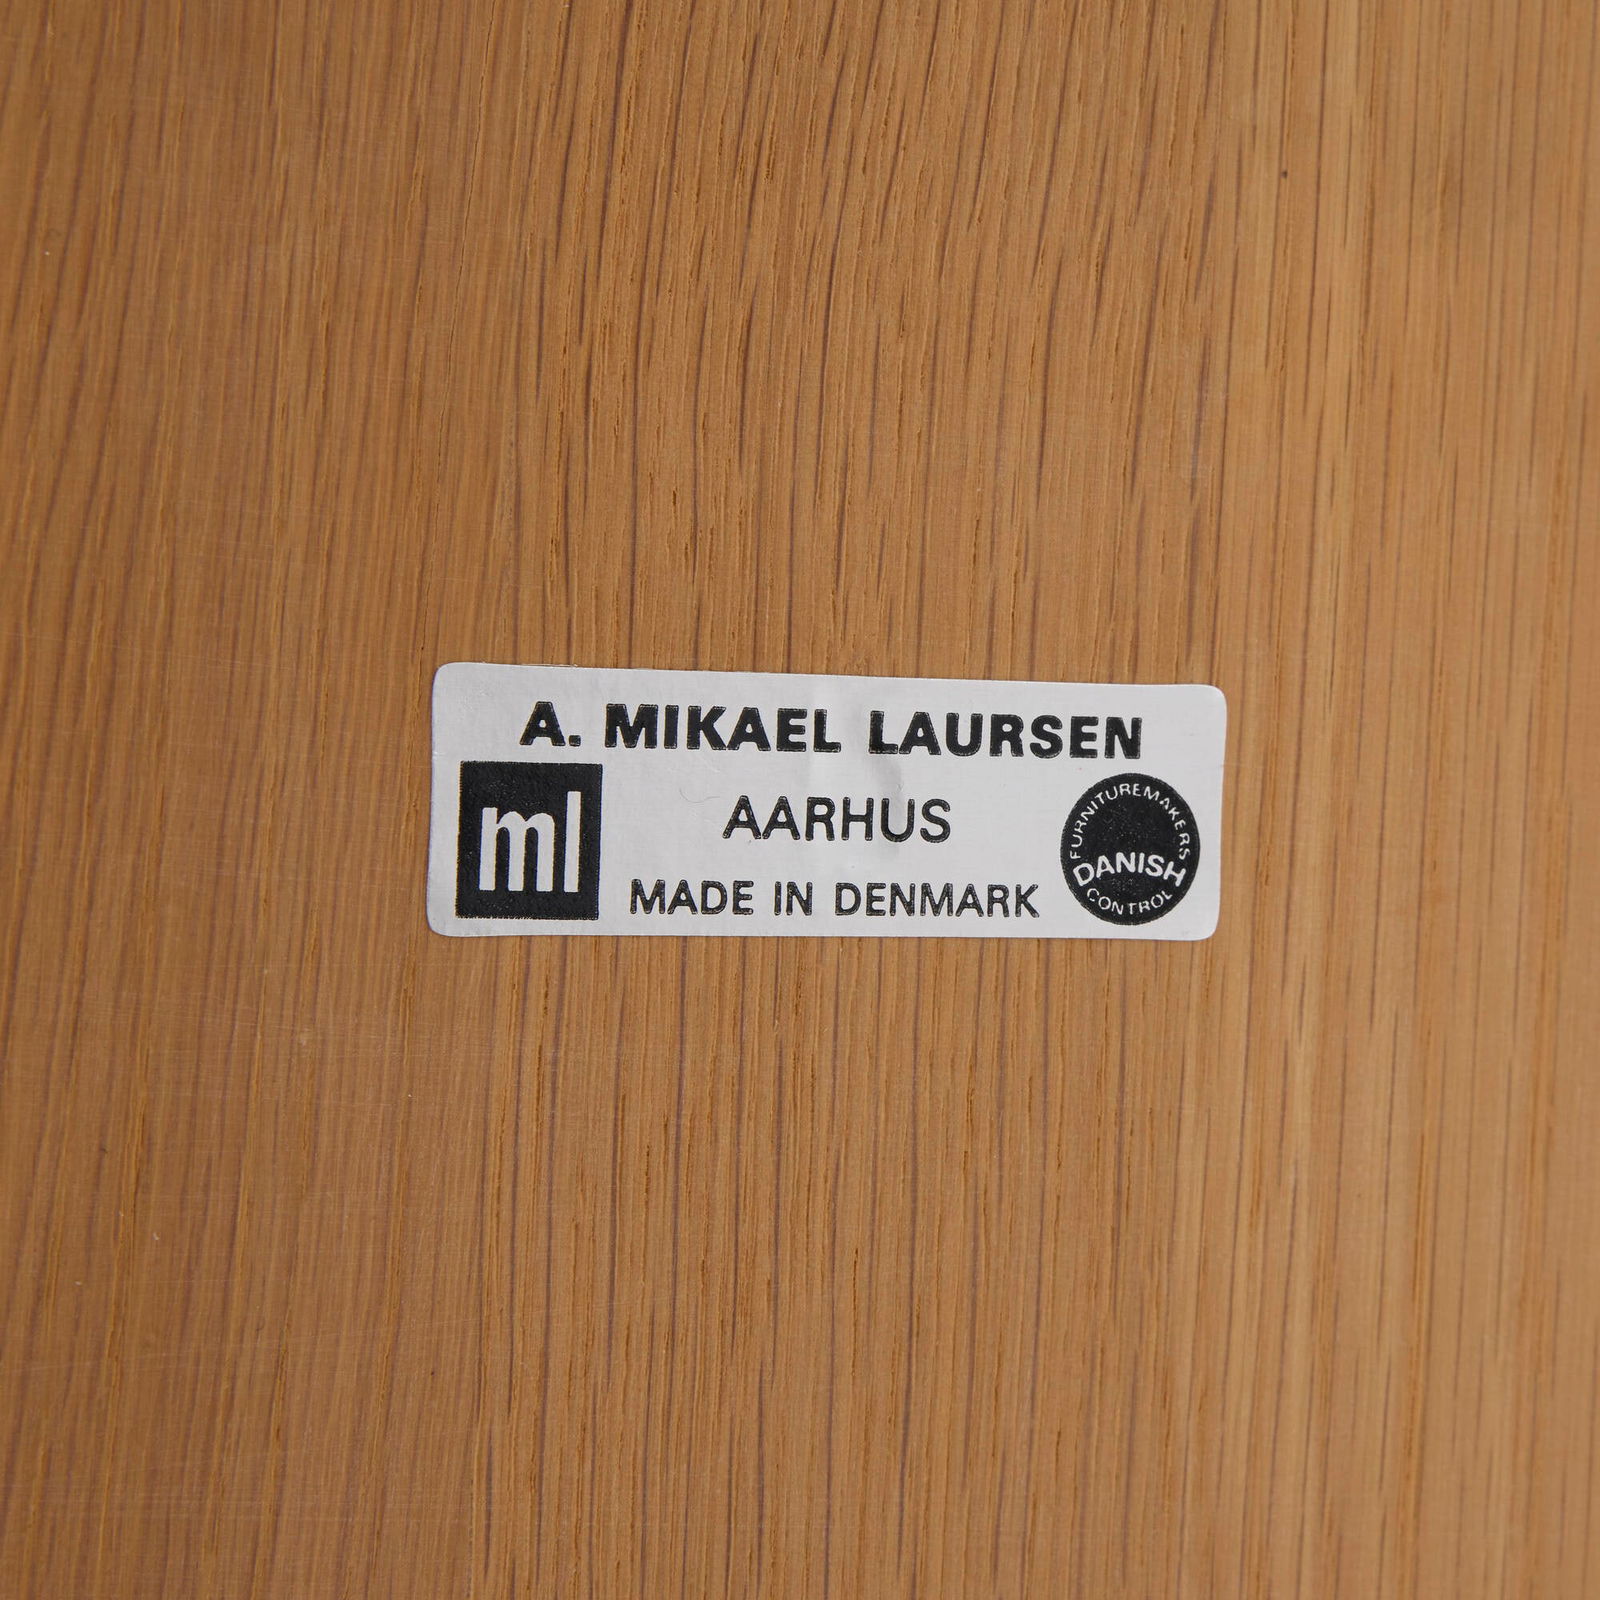 A. MIKAEL LAURSEN
ml
AARHUS
MADE IN DENMARK
FURNITUREMAKERS
DANISH
CONTROL